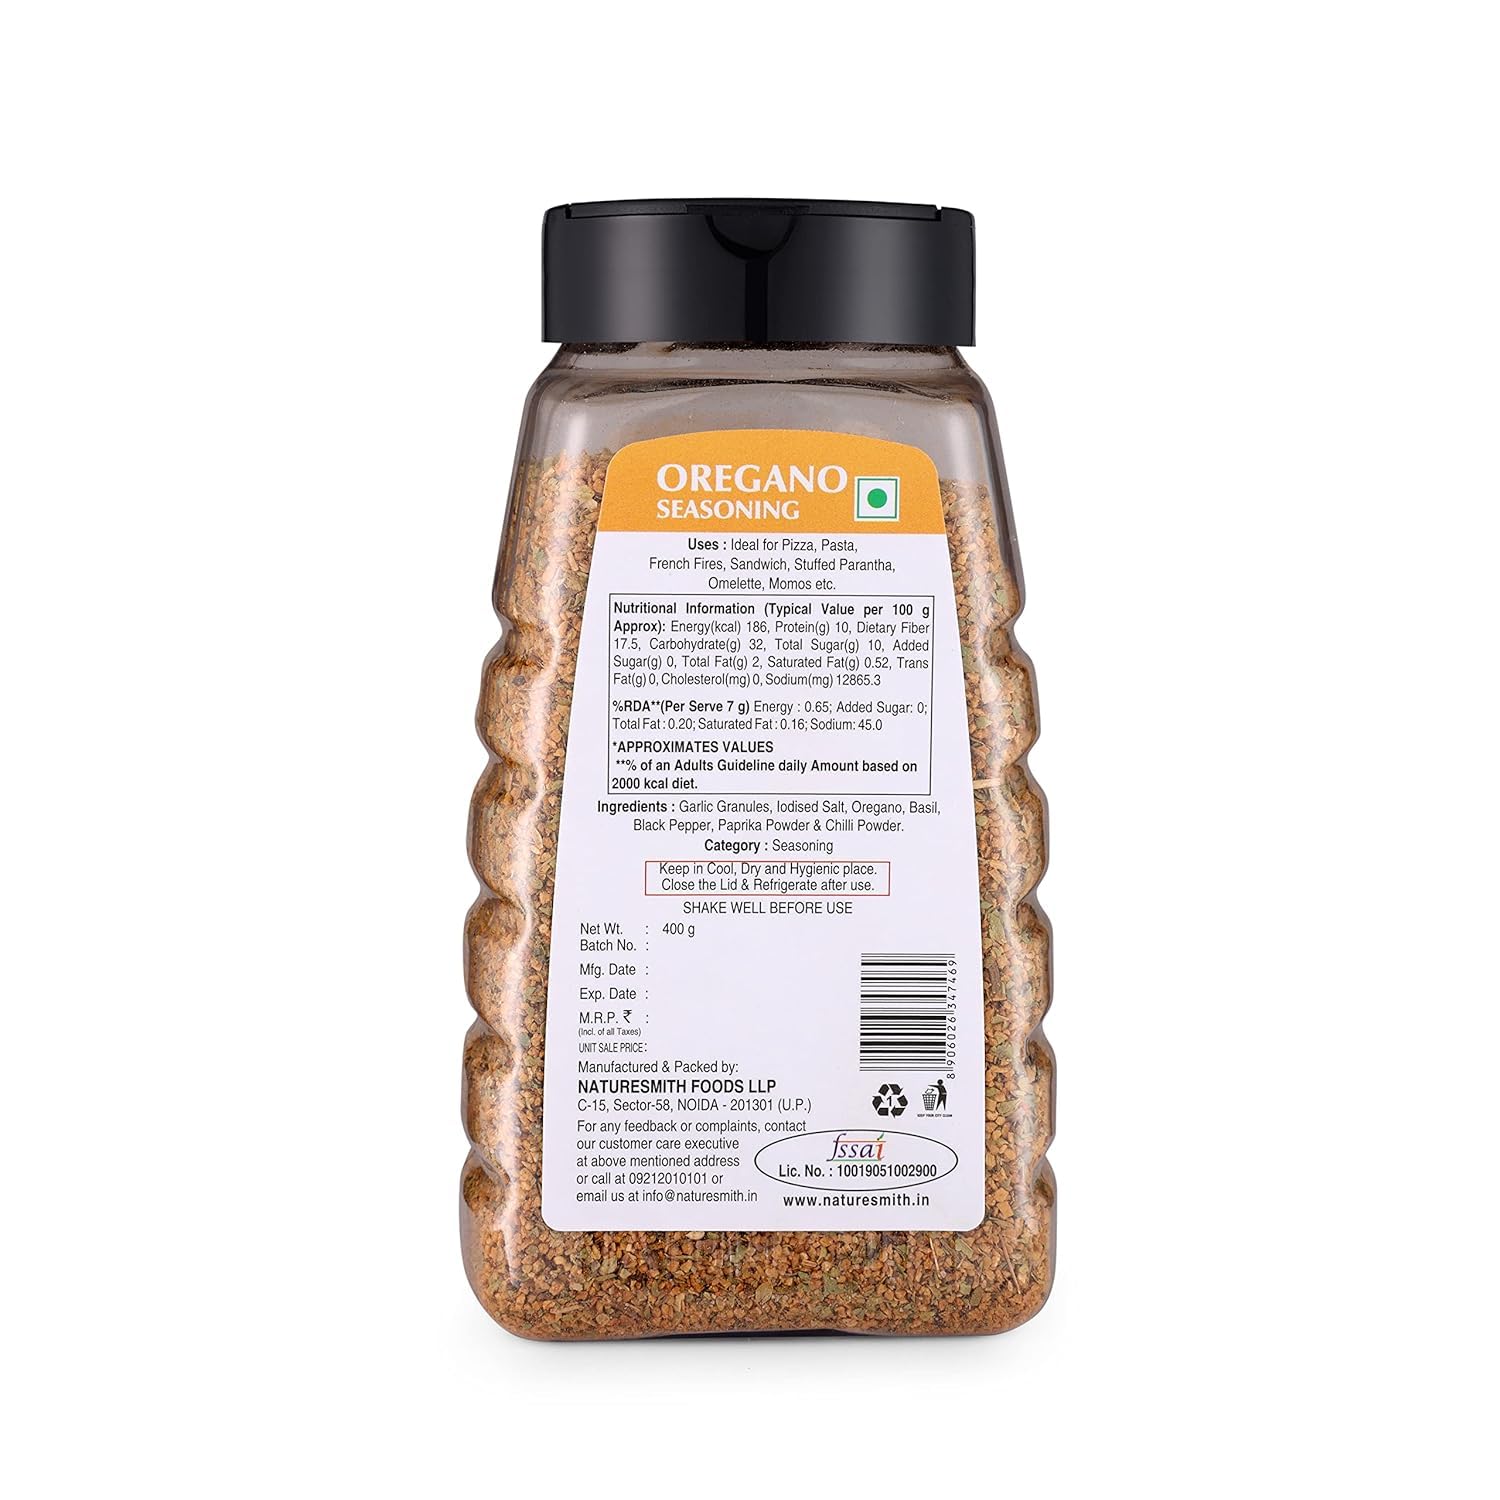 OREGANO
SEASONING
Uses : Ideal for Pizza, Pasta,
French Fires, Sandwich, Stuffed Parantha,
Omelette, Momos etc.
Nutritional Information (Typical Value per 100 g
Approx): Energy(kcal) 186, Protein(g) 10, Dietary Fiber
17.5, Carbohydrate(g) 32, Total Sugar(g) 10, Added
Sugar(g) 0, Total Fat(g) 2, Saturated Fat(g) 0.52, Trans
Fat(g) 0, Cholesterol(mg) 0, Sodium(mg) 12865.3
%RDA**(Per Serve 7 g) Energy : 0.65; Added Sugar: 0;
Total Fat : 0.20; Saturated Fat : 0.16; Sodium: 45.0
*APPROXIMATES VALUES
**% of an Adults Guideline daily Amount based on
2000 kcal diet.
Ingredients : Garlic Granules, Iodised Salt, Oregano, Basil,
Black Pepper, Paprika Powder & Chilli Powder.
Category : Seasoning
Keep in Cool, Dry and Hygienic place.
Close the Lid & Refrigerate after use.
SHAKE WELL BEFORE USE
Net Wt. : 400 g
Batch No. :
Mfg. Date :
Exp. Date :
M.R.P. ₹ :
(Incl. of all Taxes)
UNIT SALE PRICE:
8 906026 347469
Manufactured & Packed by:
NATURESMITH FOODS LLP
C-15, Sector-58, NOIDA - 201301 (U.P.)
1
KEEP YOUR CITY CLEAN
For any feedback or complaints, contact
our customer care executive
at above mentioned address
or call at 09212010101 or
email us at info@naturesmith.in
fssai
Lic. No. : 10019051002900
www.naturesmith.in